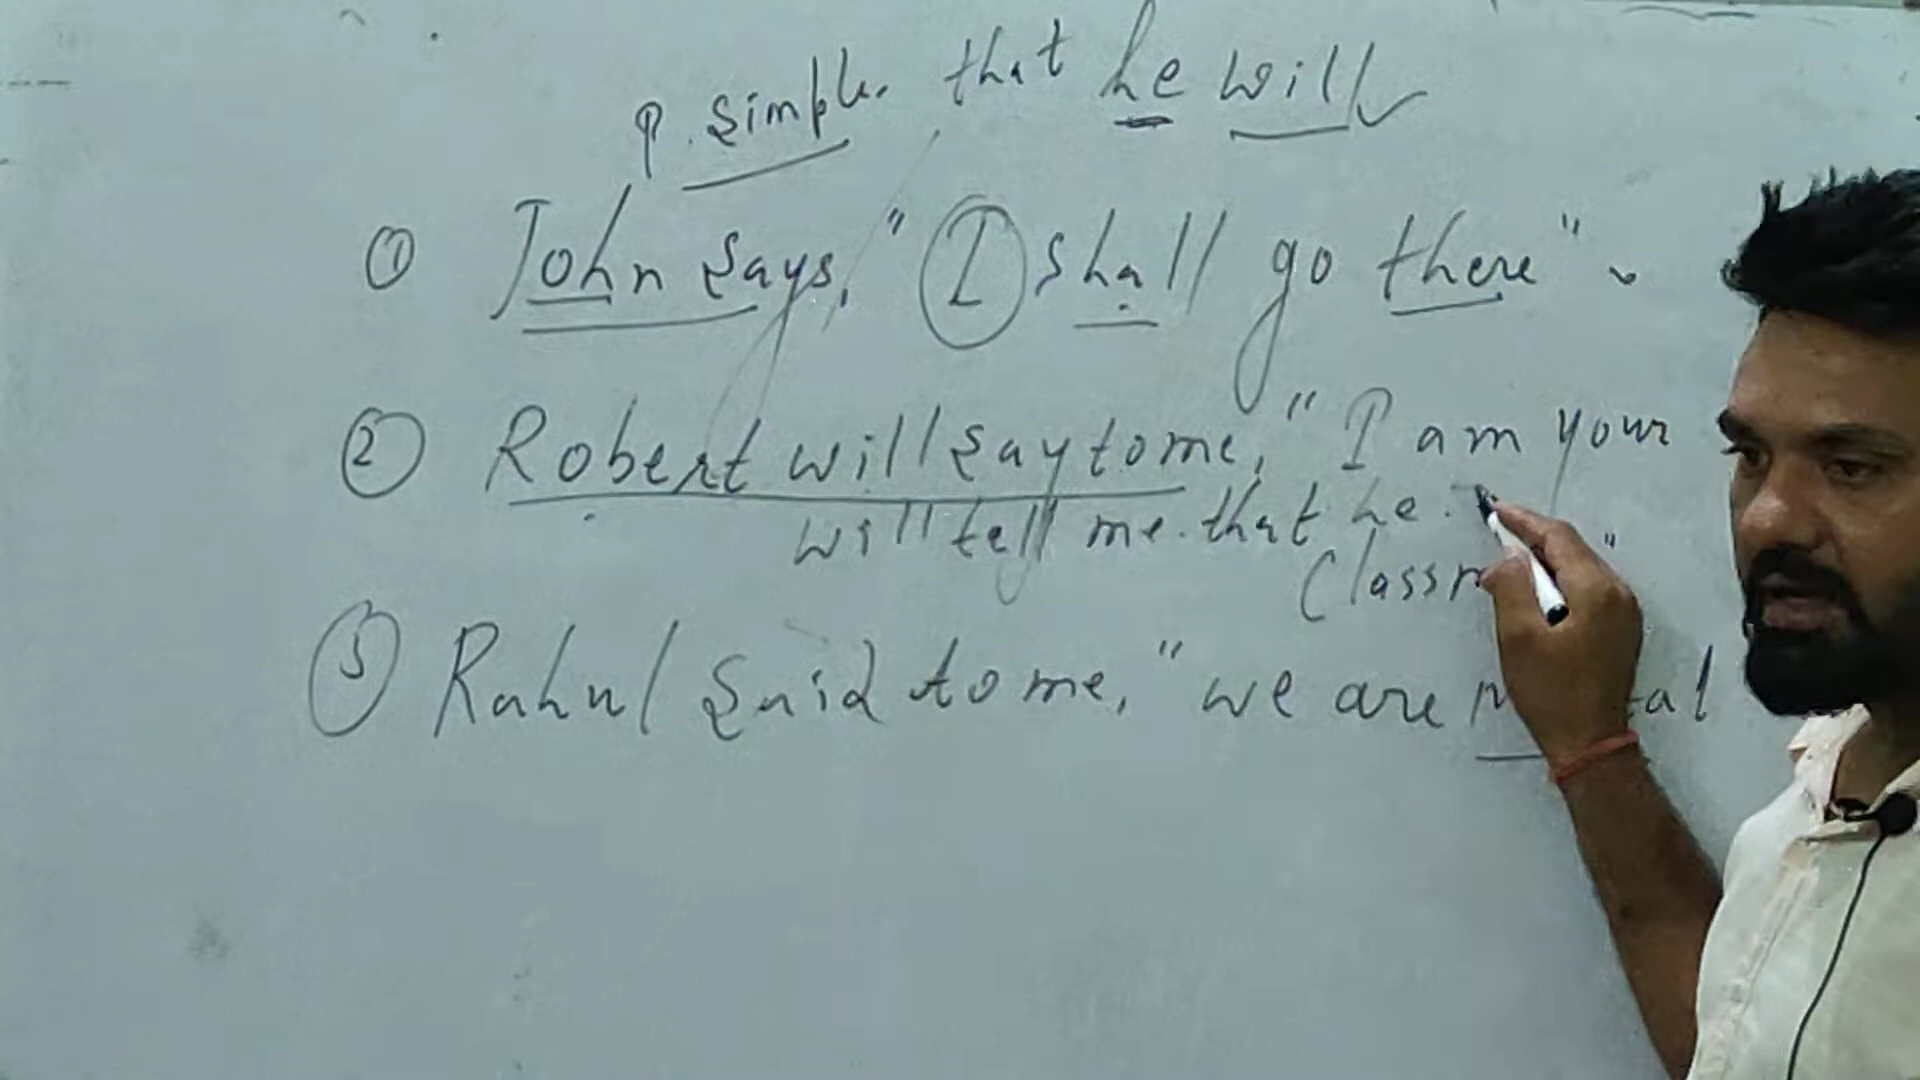 P. Simple. that he will
① John says, "I shall go there"
② Robert will say to me, "I am your
will tell me. that he.
Class "
③ Rahul said to me, "we are al